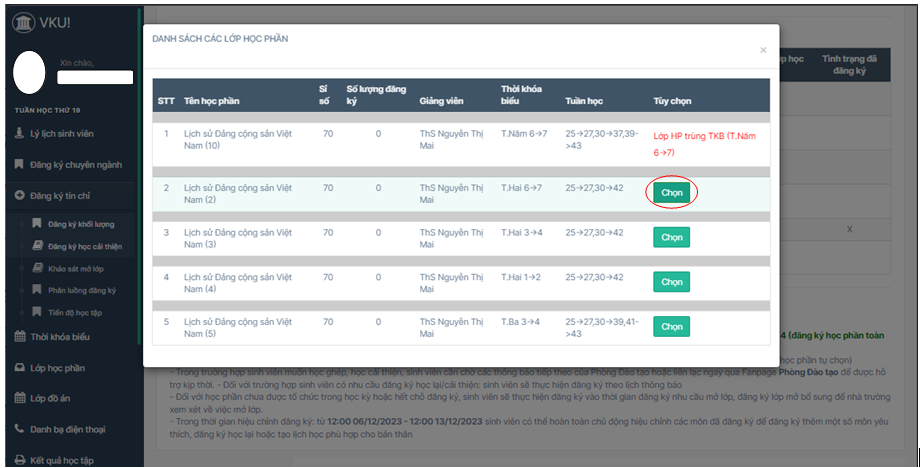 VKU!
Xin chào,
TUẦN HỌC THỨ 19
Lý lịch sinh viên
Đăng ký chuyên ngành
Đăng ký tín chỉ
Đăng ký khối lượng
Đăng ký học cải thiện
Khảo sát mở lớp
Phân luồng đăng ký
Tiến độ học tập
Thời khóa biểu
Lớp học phần
Lớp đồ án
Danh bạ điện thoại
Kết quả học tập
DANH SÁCH CÁC LỚP HỌC PHẦN
×
STT Tên học phần Sỉ số Số lượng đăng ký Giảng viên Thời khóa biểu Tuần học Tùy chọn
1 Lịch sử Đảng cộng sản Việt Nam (10) 70 0 ThS Nguyễn Thị Mai T.Năm 6->7 25->27,30->37,39->43 Lớp HP trùng TKB (T.Năm 6->7)
2 Lịch sử Đảng cộng sản Việt Nam (2) 70 0 ThS Nguyễn Thị Mai T.Hai 6->7 25->27,30->42 Chọn
3 Lịch sử Đảng cộng sản Việt Nam (3) 70 0 ThS Nguyễn Thị Mai T.Hai 3->4 25->27,30->42 Chọn
4 Lịch sử Đảng cộng sản Việt Nam (4) 70 0 ThS Nguyễn Thị Mai T.Hai 1->2 25->27,30->42 Chọn
5 Lịch sử Đảng cộng sản Việt Nam (5) 70 0 ThS Nguyễn Thị Mai T.Ba 3->4 25->27,30->39,41->43 Chọn
học Tình trạng đã đăng ký
X
4 (đăng ký học phần toàn
học phần tự chọn)
- Trong trường hợp sinh viên muốn học ghép, học cải thiện, sinh viên cần chờ các thông báo tiếp theo của Phòng Đào tạo hoặc liên lạc ngay qua Fanpage Phòng Đào tạo để được hỗ
trợ kịp thời. - Đối với trường hợp sinh viên có nhu cầu đăng ký học lại/cải thiện: sinh viên sẽ thực hiện đăng ký theo lịch thông báo
- Đối với học phần chưa được tổ chức trong học kỳ hoặc hết chỗ đăng ký, sinh viên sẽ thực hiện đăng ký vào thời gian đăng ký nhu cầu mở lớp, đăng ký lớp mở bổ sung để nhà trường
xem xét về việc mở lớp.
- Trong thời gian hiệu chỉnh đăng ký: từ 12:00 06/12/2023 - 12:00 13/12/2023 sinh viên có thể hoàn toàn chủ động hiệu chỉnh các môn đã đăng ký để đăng ký thêm một số môn yêu
thích, đăng ký học lại hoặc tạo lịch học phù hợp cho bản thân